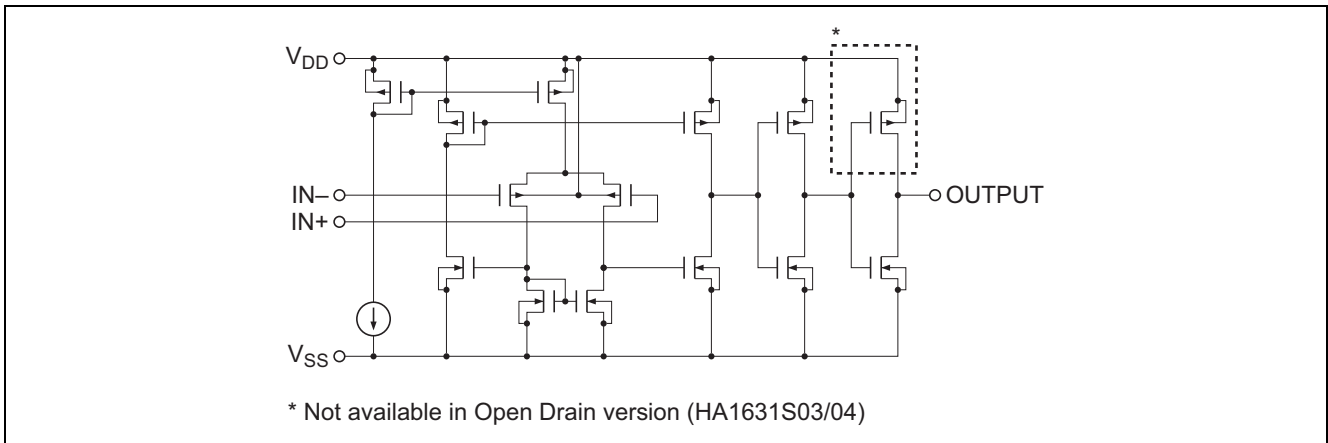 *
VDD
IN–
IN+
OUTPUT
VSS
* Not available in Open Drain version (HA1631S03/04)